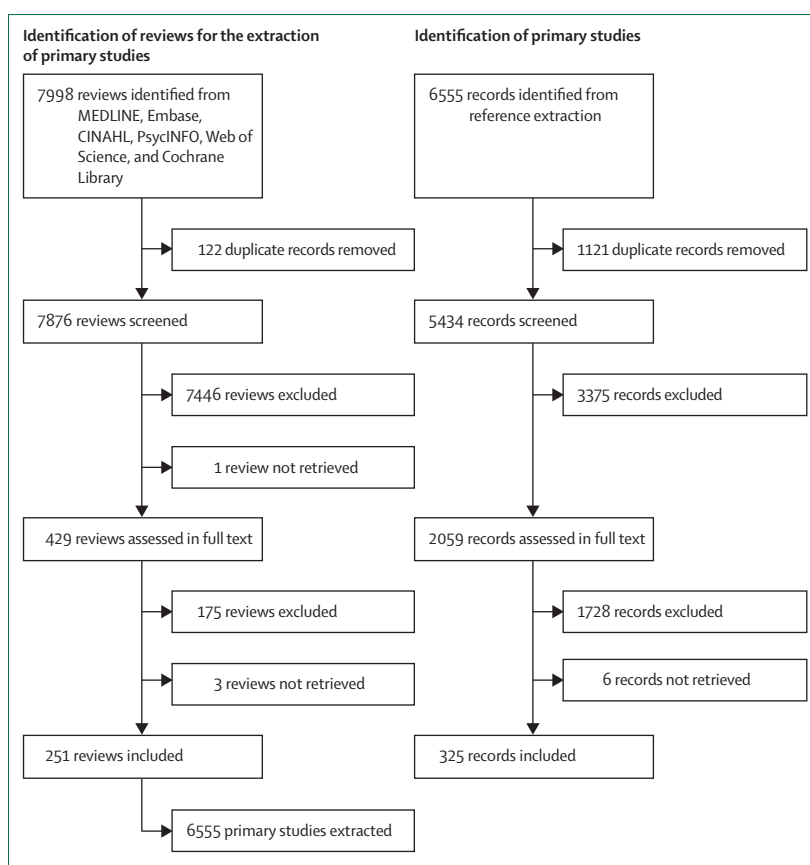 Identification of reviews for the extraction
of primary studies
7998 reviews identified from
MEDLINE, Embase,
CINAHL, PsycINFO, Web of
Science, and Cochrane
Library
122 duplicate records removed
7876 reviews screened
7446 reviews excluded
1 review not retrieved
429 reviews assessed in full text
175 reviews excluded
3 reviews not retrieved
251 reviews included
6555 primary studies extracted
Identification of primary studies
6555 records identified from
reference extraction
1121 duplicate records removed
5434 records screened
3375 records excluded
2059 records assessed in full text
1728 records excluded
6 records not retrieved
325 records included